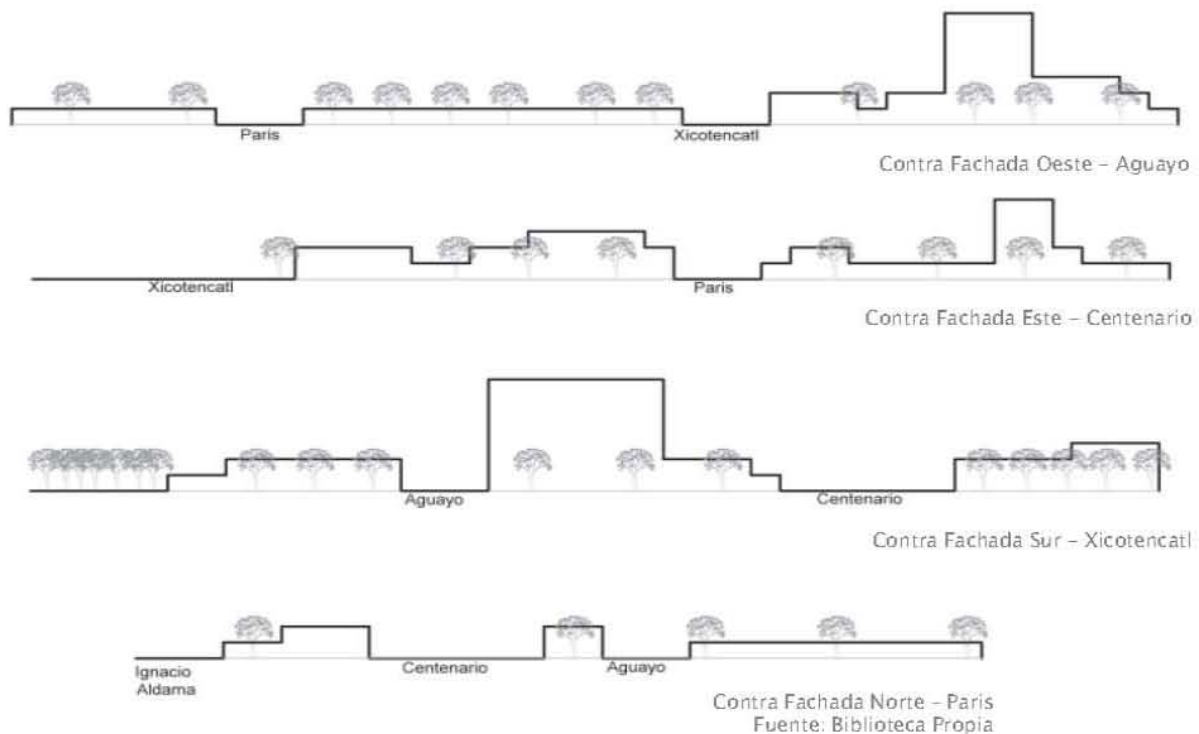 Paris
Xicotencatl
Contra Fachada Oeste – Aguayo
Xicotencatl
Paris
Contra Fachada Este – Centenario
Aguayo
Centenario
Contra Fachada Sur – Xicotencatl
Ignacio
Aldama
Centenario
Aguayo
Contra Fachada Norte – Paris
Fuente: Biblioteca Propia